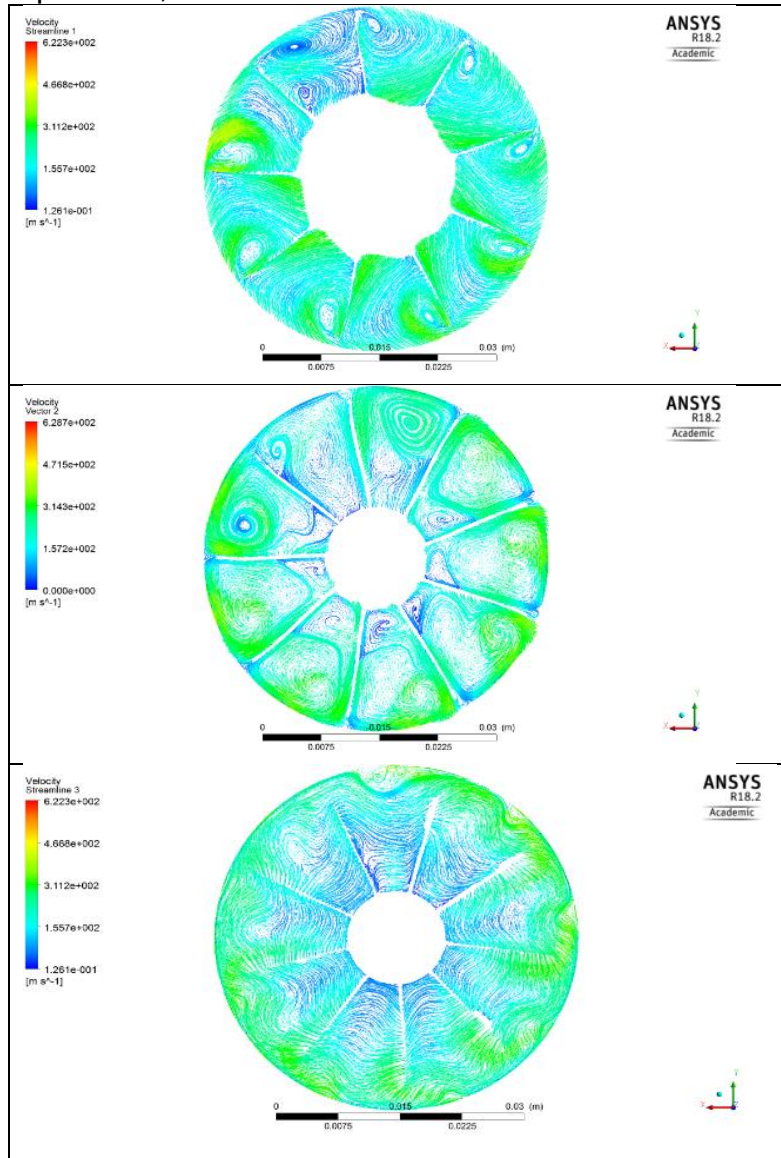 Velocity
Streamline 1
6.223e+002
4.668e+002
3.112e+002
1.557e+002
1.261e-001
[m s^-1]
ANSYS
R18.2
Academic
0 0.015 0.03 (m)
0.0075 0.0225
Y
X
Velocity
Vector 2
6.287e+002
4.715e+002
3.143e+002
1.572e+002
0.000e+000
[m s^-1]
ANSYS
R18.2
Academic
0 0.015 0.03 (m)
0.0075 0.0225
Y
X
Velocity
Streamline 3
6.223e+002
4.668e+002
3.112e+002
1.557e+002
1.261e-001
[m s^-1]
ANSYS
R18.2
Academic
0 0.015 0.03 (m)
0.0075 0.0225
Y